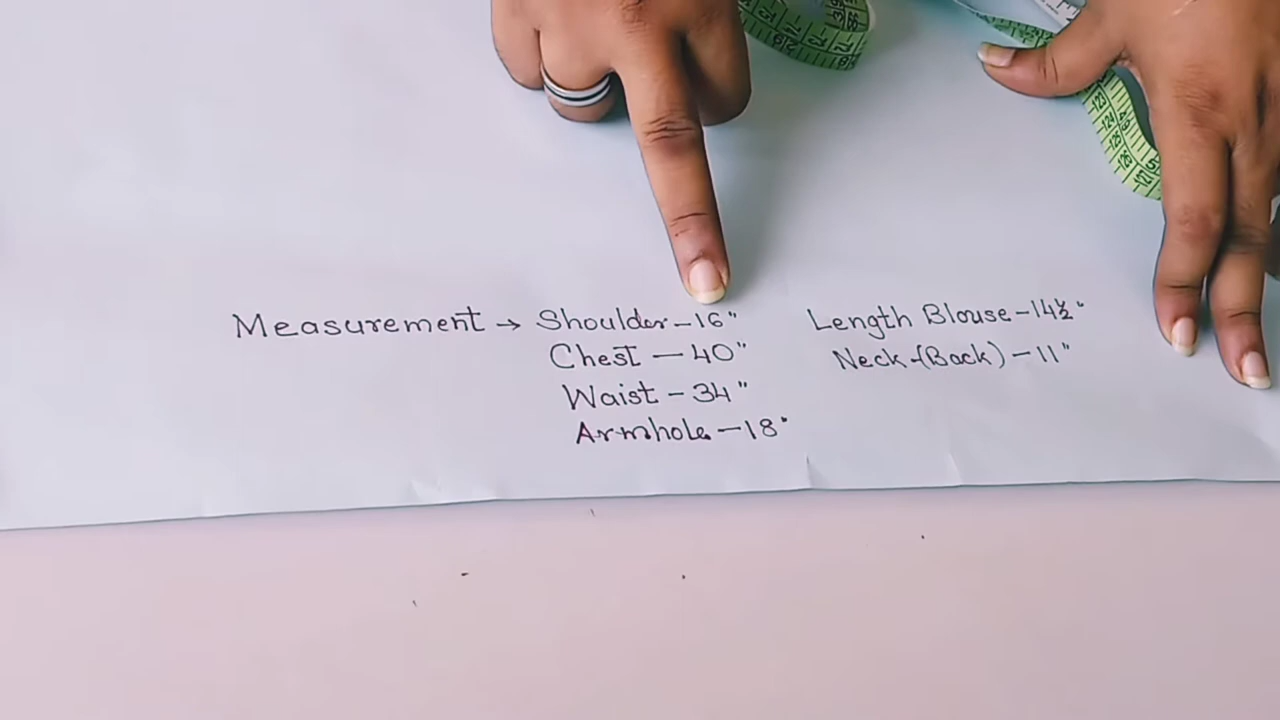 Measurement → Shoulder - 16" Length Blouse - 14½"
Chest - 40" Neck (Back) - 11"
Waist - 34"
Armhole - 18"